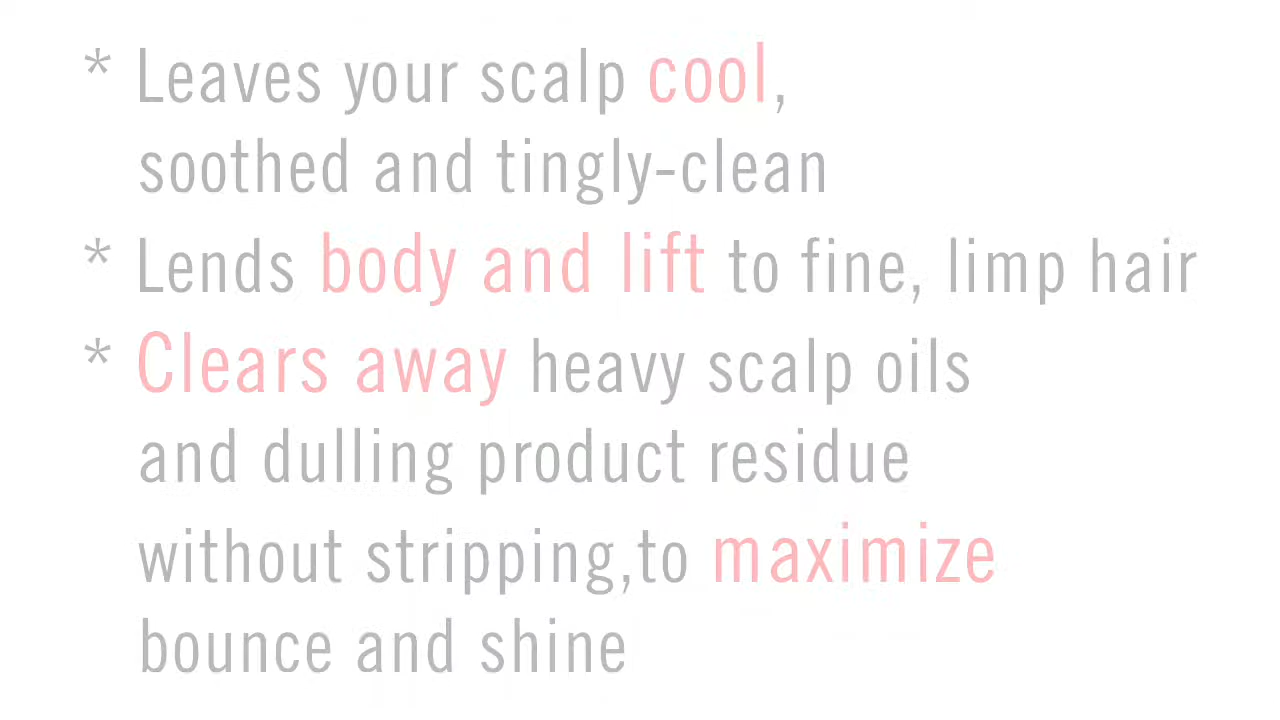 * Leaves your scalp cool,
soothed and tingly-clean
* Lends body and lift to fine, limp hair
* Clears away heavy scalp oils
and dulling product residue
without stripping,to maximize
bounce and shine